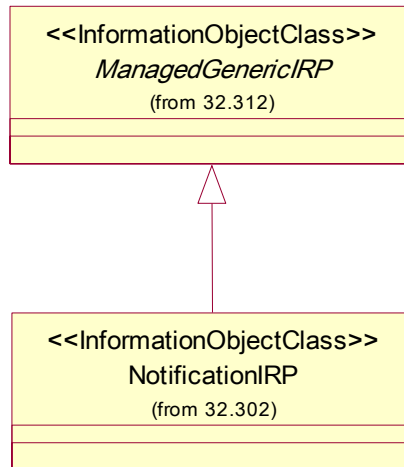 <<InformationObjectClass>>
ManagedGenericIRP
(from 32.312)
<<InformationObjectClass>>
NotificationIRP
(from 32.302)